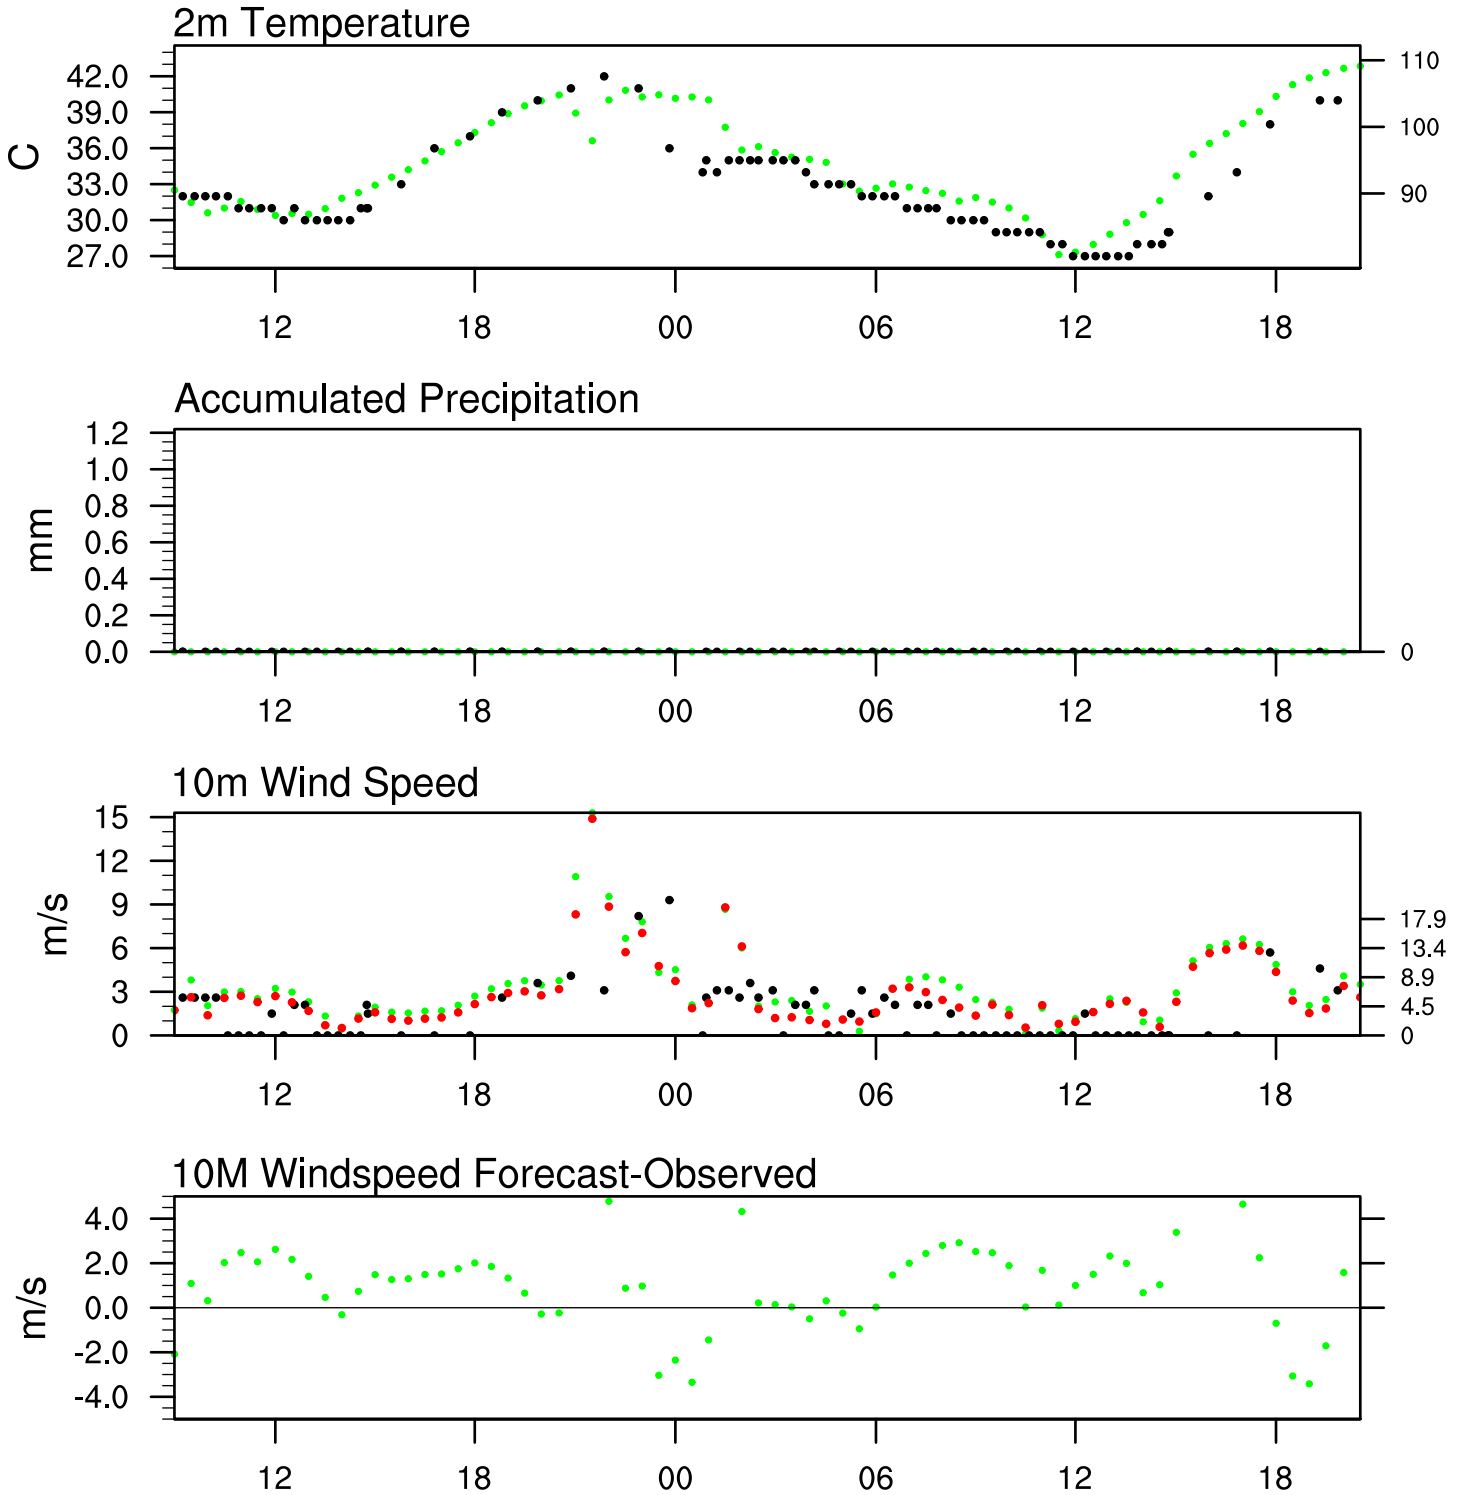 2m Temperature
C
42.0
39.0
36.0
33.0
30.0
27.0
110
100
90
12 18 00 06 12 18
Accumulated Precipitation
mm
1.2
1.0
0.8
0.6
0.4
0.2
0.0
0
12 18 00 06 12 18
10m Wind Speed
m/s
15
12
9
6
3
0
17.9
13.4
8.9
4.5
0
12 18 00 06 12 18
10M Windspeed Forecast-Observed
m/s
4.0
2.0
0.0
-2.0
-4.0
12 18 00 06 12 18